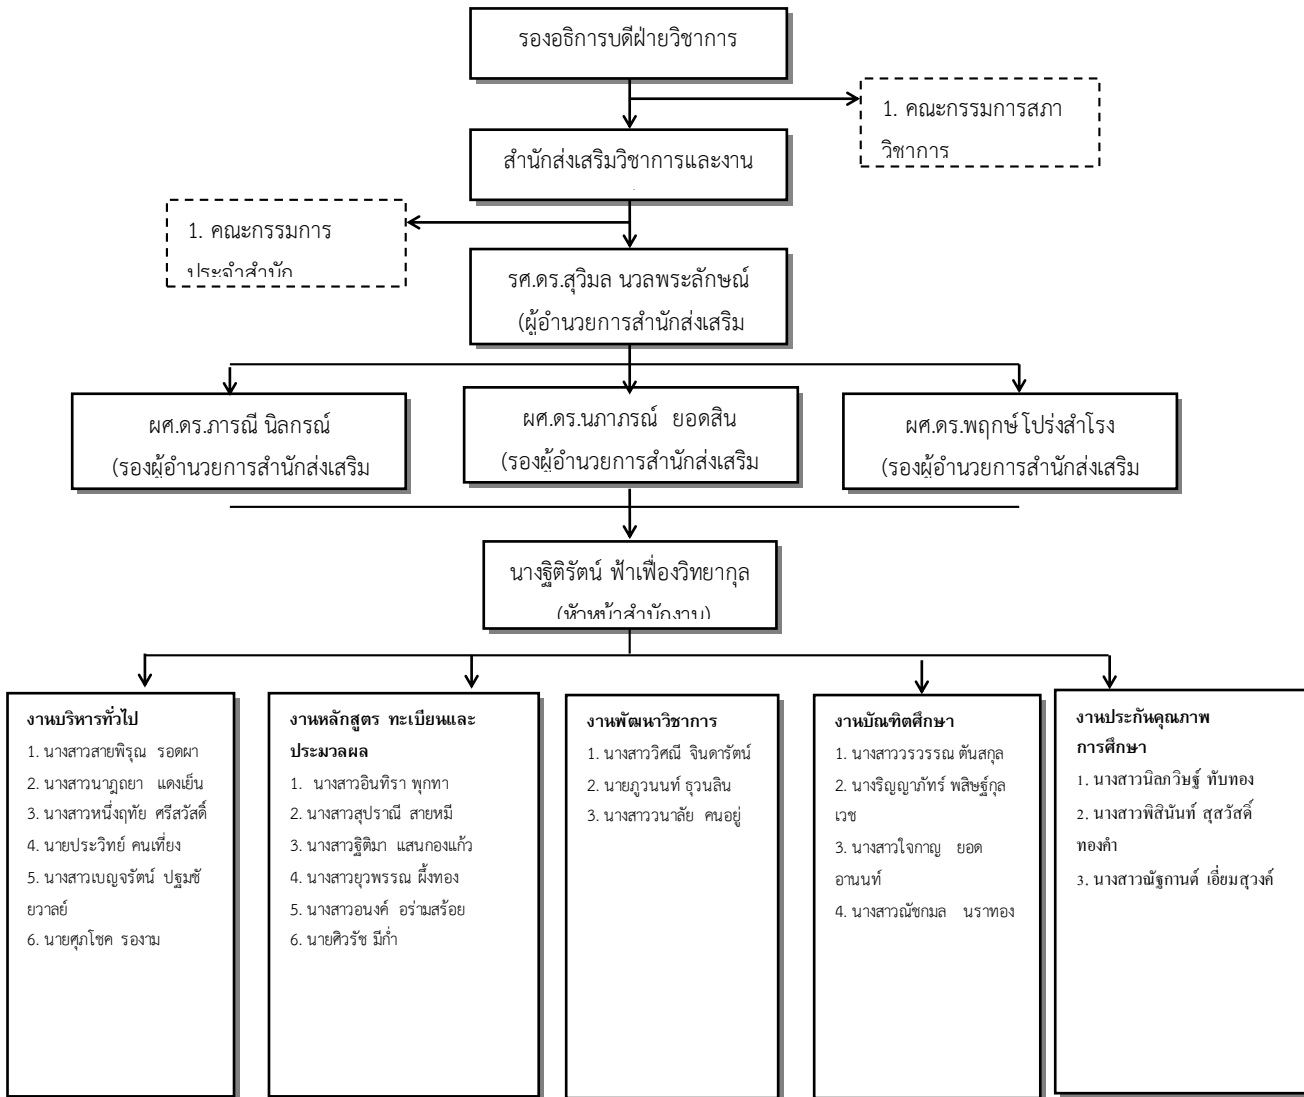 รองอธิการบดีฝ่ายวิชาการ
1. คณะกรรมการสภา
วิชาการ
สำนักส่งเสริมวิชาการและงาน
1. คณะกรรมการ
ประจำสำนัก
รศ.ดร.สุวิมล นวลพระลักษณ์
(ผู้อำนวยการสำนักส่งเสริม
ผศ.ดร.ภารณี นิลกรณ์
(รองผู้อำนวยการสำนักส่งเสริม
ผศ.ดร.นภาภรณ์ ยอดสิน
(รองผู้อำนวยการสำนักส่งเสริม
ผศ.ดร.พฤกษ์ โปร่งสำโรง
(รองผู้อำนวยการสำนักส่งเสริม
นางฐิติรัตน์ ฟ้าเฟื่องวิทยากุล
(หัวหน้าสำนักงาน)
งานบริหารทั่วไป
1. นางสาวสายพิรุณ รอดผา
2. นางสาวนาฎถยา แดงเย็น
3. นางสาวหนึ่งฤทัย ศรีสวัสดิ์
4. นายประวิทย์ คนเที่ยง
5. นางสาวเบญจรัตน์ ปฐมชั
ยวาลย์
6. นายศุภโชค รองาม
งานหลักสูตร ทะเบียนและ
ประมวลผล
1. นางสาวอินทิรา พุกทา
2. นางสาวสุปราณี สายหมี
3. นางสาวฐิติมา แสนกองแก้ว
4. นางสาวยุวพรรณ ผึ้งทอง
5. นางสาวอนงค์ อร่ามสร้อย
6. นายศิวรัช มีก่ำ
งานพัฒนาวิชาการ
1. นางสาววิศณี จินดารัตน์
2. นายภูวนนท์ ธุวนลิน
3. นางสาววนาลัย คนอยู่
งานบัณฑิตศึกษา
1. นางสาววรวรรณ ตันสกุล
2. นางริญญาภัทร์ พสิษฐ์กุล
เวช
3. นางสาวใจกาญ ยอด
อานนท์
4. นางสาวณัชกมล นราทอง
งานประกันคุณภาพ
การศึกษา
1. นางสาวนิลภวิษฐ์ ทับทอง
2. นางสาวพิสินันท์ สุสวัสดิ์
ทองคำ
3. นางสาวณัฐกานต์ เอี่ยมสุวงค์